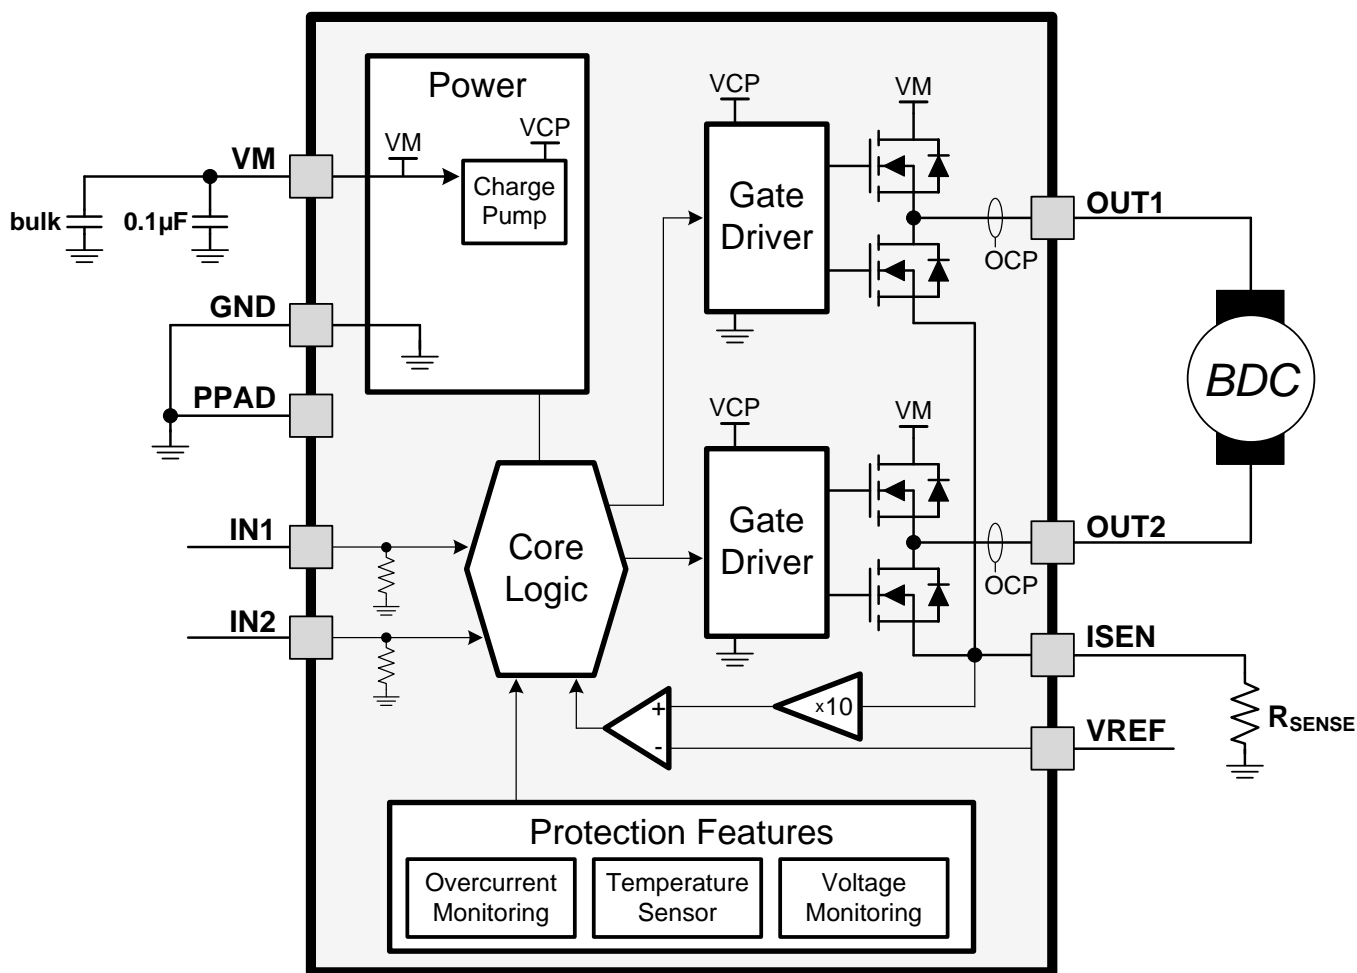 Power
VCP
VM
VCP
VM
VM
Charge
Pump
bulk
0.1µF
Gate
Driver
OUT1
OCP
GND
PPAD
BDC
VCP
VM
IN1
Core
Logic
Gate
Driver
OUT2
OCP
IN2
ISEN
x10
+
-
VREF
RSENSE
Protection Features
Overcurrent
Monitoring
Temperature
Sensor
Voltage
Monitoring